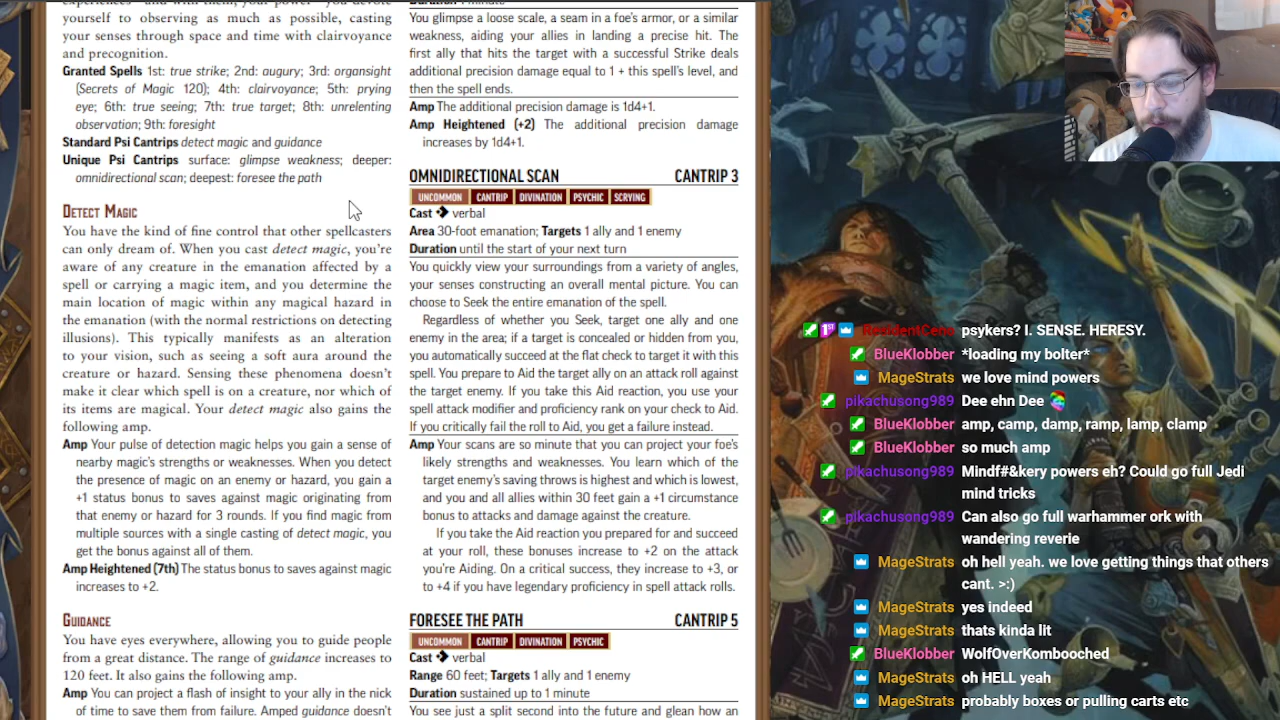 experiences—and with them, your power—you devote
yourself to observing as much as possible, casting
your senses through space and time with clairvoyance
and precognition.
Granted Spells 1st: true strike; 2nd: augury; 3rd: organsight
(Secrets of Magic 120); 4th: clairvoyance; 5th: prying
eye; 6th: true seeing; 7th: true target; 8th: unrelenting
observation; 9th: foresight
Standard Psi Cantrips detect magic and guidance
Unique Psi Cantrips surface: glimpse weakness; deeper:
omnidirectional scan; deepest: foresee the path
DETECT MAGIC
You have the kind of fine control that other spellcasters
can only dream of. When you cast detect magic, you're
aware of any creature in the emanation affected by a
spell or carrying a magic item, and you determine the
main location of magic within any magical hazard in
the emanation (with the normal restrictions on detecting
illusions). This typically manifests as an alteration
to your vision, such as seeing a soft aura around the
creature or hazard. Sensing these phenomena doesn't
make it clear which spell is on a creature, nor which of
its items are magical. Your detect magic also gains the
following amp.
Amp Your pulse of detection magic helps you gain a sense of
nearby magic's strengths or weaknesses. When you detect
the presence of magic on an enemy or hazard, you gain a
+1 status bonus to saves against magic originating from
that enemy or hazard for 3 rounds. If you find magic from
multiple sources with a single casting of detect magic, you
get the bonus against all of them.
Amp Heightened (7th) The status bonus to saves against magic
increases to +2.
GUIDANCE
You have eyes everywhere, allowing you to guide people
from a great distance. The range of guidance increases to
120 feet. It also gains the following amp.
Amp You can project a flash of insight to your ally in the nick
of time to save them from failure. Amped guidance doesn't
Duration 1 minute
You glimpse a loose scale, a seam in a foe's armor, or a similar
weakness, aiding your allies in landing a precise hit. The
first ally that hits the target with a successful Strike deals
additional precision damage equal to 1 + this spell's level, and
then the spell ends.
Amp The additional precision damage is 1d4+1.
Amp Heightened (+2) The additional precision damage
increases by 1d4+1.
OMNIDIRECTIONAL SCAN CANTRIP 3
UNCOMMON CANTRIP DIVINATION PSYCHIC SCRYING
Cast ◆ verbal
Area 30-foot emanation; Targets 1 ally and 1 enemy
Duration until the start of your next turn
You quickly view your surroundings from a variety of angles,
your senses constructing an overall mental picture. You can
choose to Seek the entire emanation of the spell.
Regardless of whether you Seek, target one ally and one
enemy in the area; if a target is concealed or hidden from you,
you automatically succeed at the flat check to target it with this
spell. You prepare to Aid the target ally on an attack roll against
the target enemy. If you take this Aid reaction, you use your
spell attack modifier and proficiency rank on your check to Aid.
If you critically fail the roll to Aid, you get a failure instead.
Amp Your scans are so minute that you can project your foe's
likely strengths and weaknesses. You learn which of the
target enemy's saving throws is highest and which is lowest,
and you and all allies within 30 feet gain a +1 circumstance
bonus to attacks and damage against the creature.
If you take the Aid reaction you prepared for and succeed
at your roll, these bonuses increase to +2 on the attack
you're Aiding. On a critical success, they increase to +3, or
to +4 if you have legendary proficiency in spell attack rolls.
FORESEE THE PATH CANTRIP 5
UNCOMMON CANTRIP DIVINATION PSYCHIC
Cast ◆ verbal
Range 60 feet; Targets 1 ally and 1 enemy
Duration sustained up to 1 minute
You see just a split second into the future and glean how an
1ST psykers? I. SENSE. HERESY.
BlueKlobber *loading my bolter*
MageStrats we love mind powers
pikachusong989 Dee ehn Dee
BlueKlobber amp, camp, damp, ramp, lamp, clamp
BlueKlobber so much amp
pikachusong989 Mindf#&kery powers eh? Could go full Jedi
mind tricks
pikachusong989 Can also go full warhammer ork with
wandering reverie
MageStrats oh hell yeah. we love getting things that others
cant. >:)
MageStrats yes indeed
MageStrats thats kinda lit
BlueKlobber WolfOverKombooched
MageStrats oh HELL yeah
MageStrats probably boxes or pulling carts etc